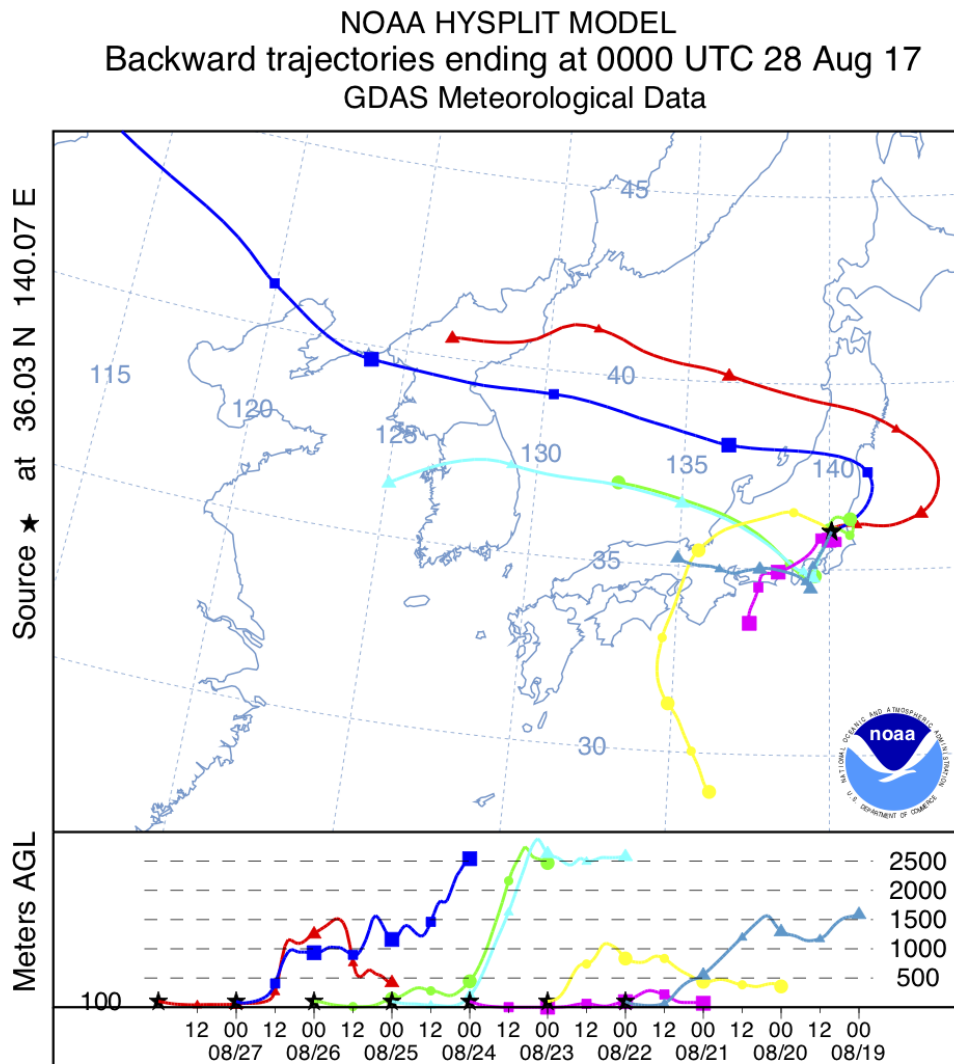 NOAA HYSPLIT MODEL
Backward trajectories ending at 0000 UTC 28 Aug 17
GDAS Meteorological Data
Source ★ at 36.03 N 140.07 E
45
115
40
120
125
130
135
140
35
30
noaa
NATIONAL OCEANIC AND ATMOSPHERIC ADMINISTRATION
U.S. DEPARTMENT OF COMMERCE
Meters AGL
2500
2000
1500
1000
500
100
12 00 12 00 12 00 12 00 12 00 12 00 12 00 12 00 12 00
08/27 08/26 08/25 08/24 08/23 08/22 08/21 08/20 08/19